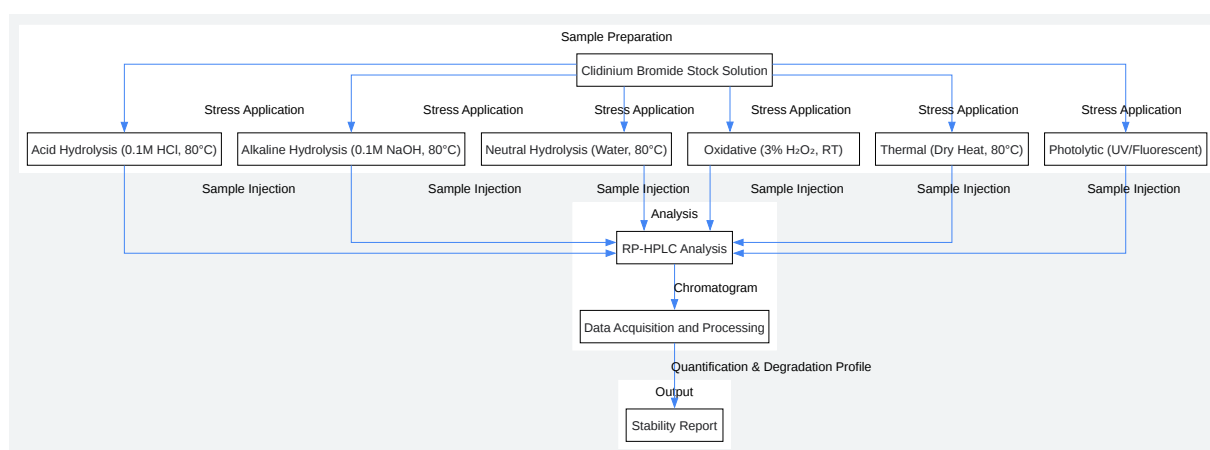 Sample Preparation
Clidinium Bromide Stock Solution
Stress Application
Stress Application
Stress Application
Stress Application
Stress Application
Stress Application
Acid Hydrolysis (0.1M HCl, 80°C)
Alkaline Hydrolysis (0.1M NaOH, 80°C)
Neutral Hydrolysis (Water, 80°C)
Oxidative (3% H₂O₂, RT)
Thermal (Dry Heat, 80°C)
Photolytic (UV/Fluorescent)
Sample Injection
Sample Injection
Sample Injection
Sample Injection
Sample Injection
Sample Injection
Analysis
RP-HPLC Analysis
Chromatogram
Data Acquisition and Processing
Quantification & Degradation Profile
Output
Stability Report